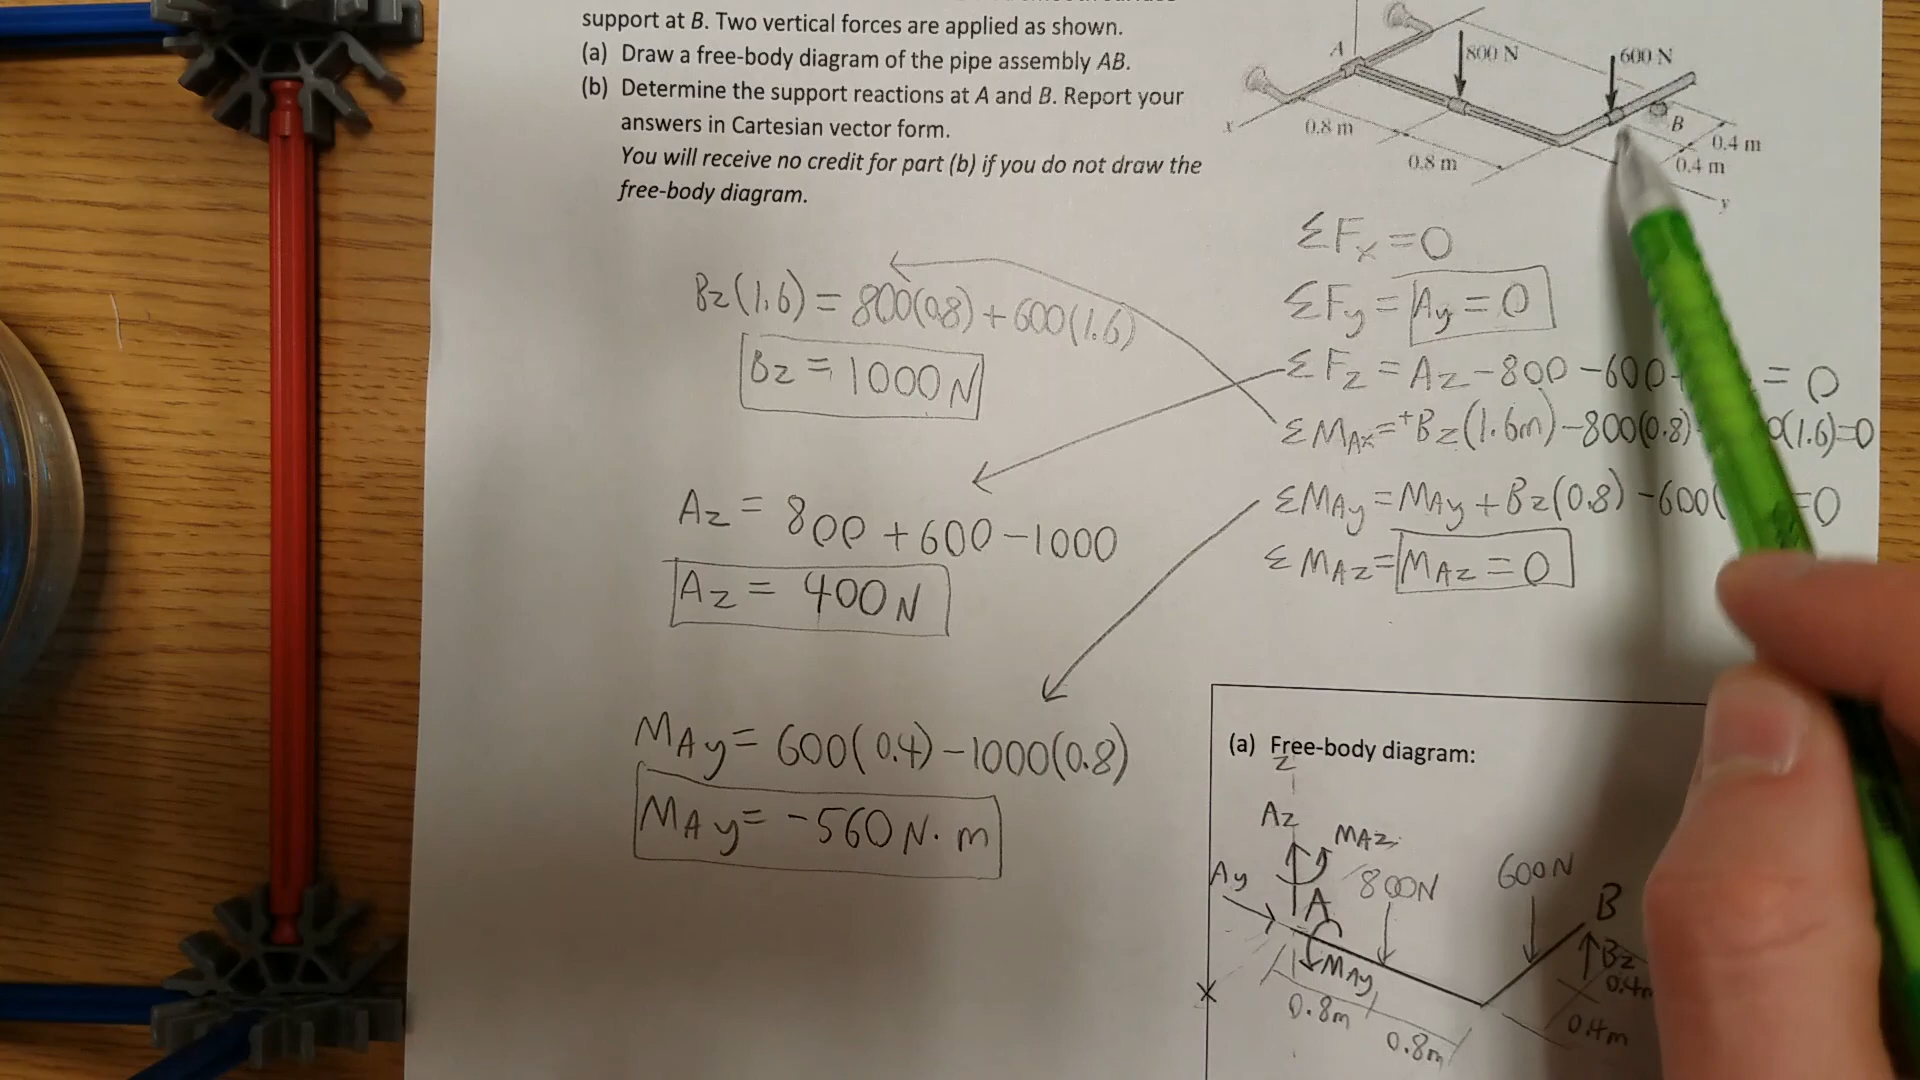 support at B. Two vertical forces are applied as shown.
(a) Draw a free-body diagram of the pipe assembly AB.
(b) Determine the support reactions at A and B. Report your
answers in Cartesian vector form.
You will receive no credit for part (b) if you do not draw the
free-body diagram.
A
800 N
600 N
B
x
0.8 m
0.8 m
0.4 m
0.4 m
y
ΣFx = 0
ΣFy = Ay = 0
ΣFz = Az - 800 - 600 = 0
ΣMAx = +Bz(1.6m) - 800(0.8) (1.6)=0
ΣMAy = MAy + Bz(0.8) - 600( =0
ΣMAz = MAz = 0
Bz(1.6) = 800(0.8) + 600(1.6)
Bz = 1000N
Az = 800 + 600 - 1000
Az = 400N
MAy = 600(0.4) - 1000(0.8)
MAy = -560 N·m
(a) Free-body diagram:
z
Az
MAz
Ay
A
800N
600N
B
Bz
MAy
x
0.8m
0.8m
0.4m
0.4m